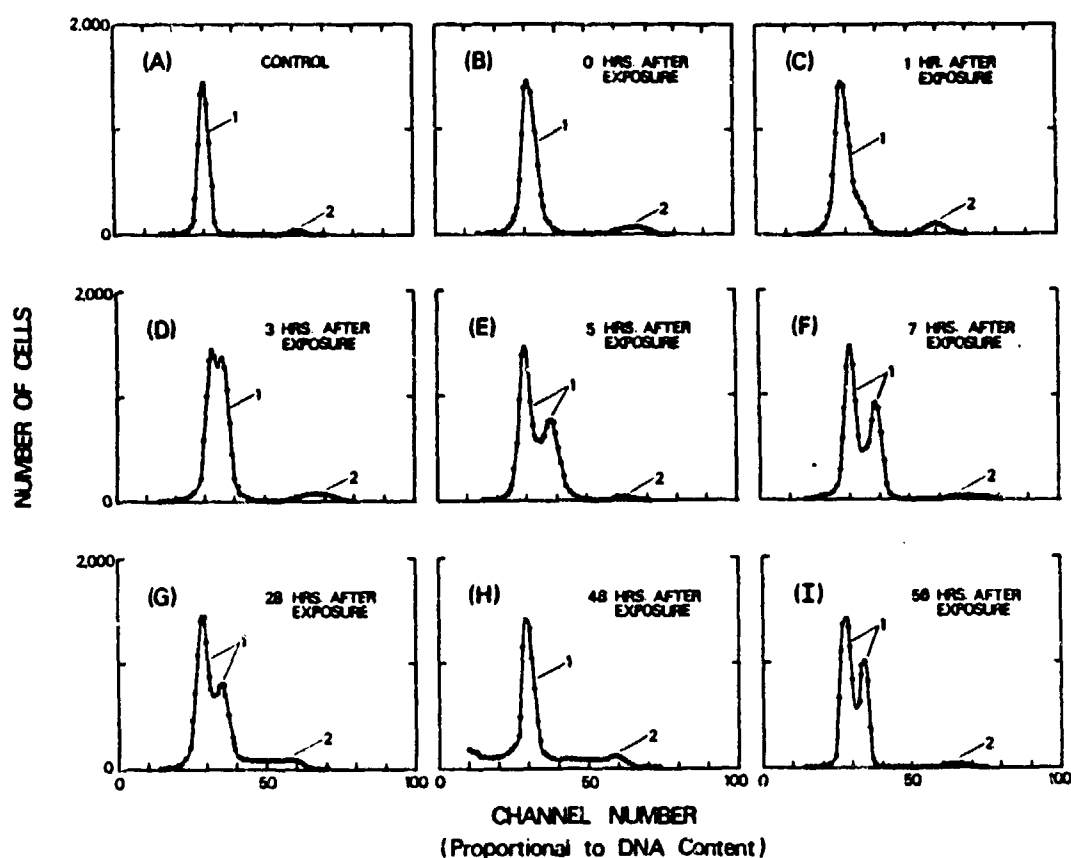 2,000
(A) CONTROL
1
2
0
(B) 0 HRS. AFTER EXPOSURE
1
2
(C) 1 HR. AFTER EXPOSURE
1
2
2,000
(D) 3 HRS. AFTER EXPOSURE
1
2
0
(E) 5 HRS. AFTER EXPOSURE
1
2
(F) 7 HRS. AFTER EXPOSURE
1
2
2,000
(G) 28 HRS. AFTER EXPOSURE
1
2
0
(H) 48 HRS. AFTER EXPOSURE
1
2
(I) 56 HRS. AFTER EXPOSURE
1
2
0 50 100 0 50 100 0 50 100
NUMBER OF CELLS
CHANNEL NUMBER
(Proportional to DNA Content)